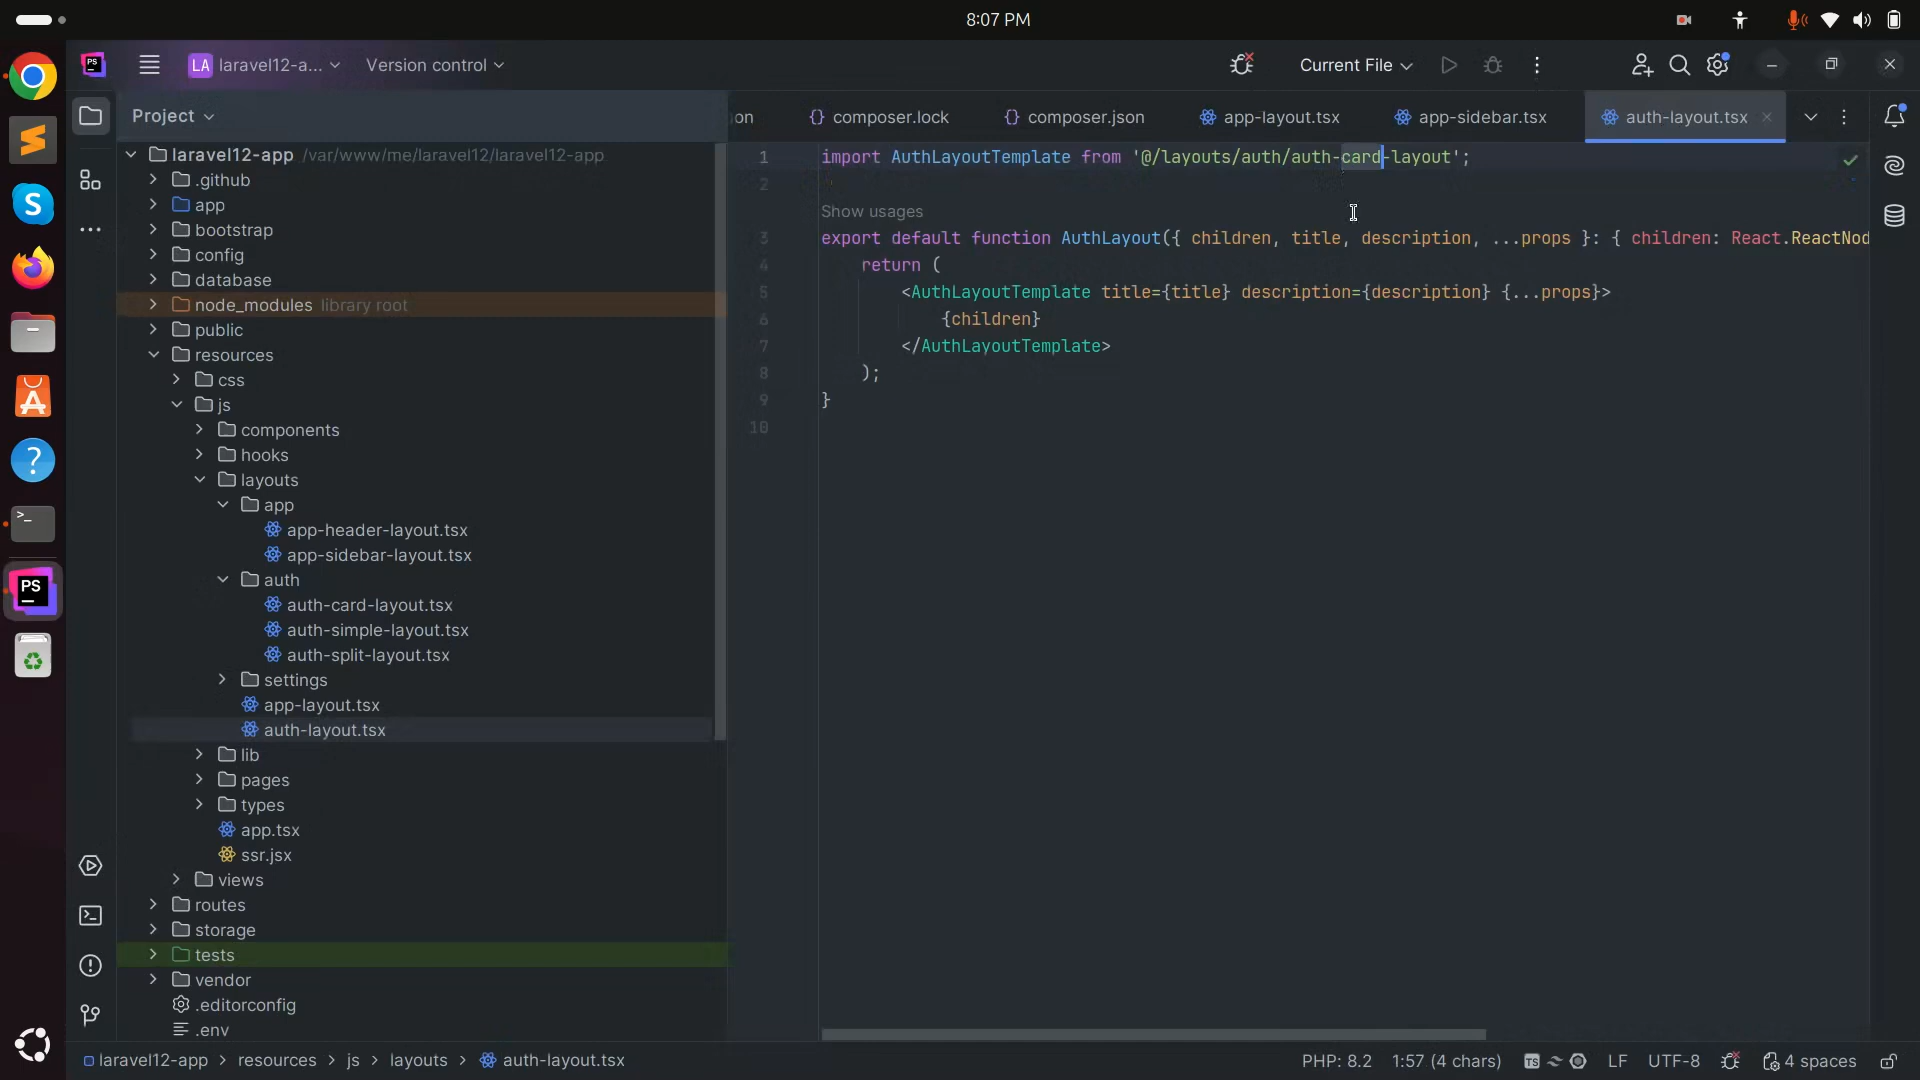 8:07 PM
PS
LA laravel12-a...
Version control
Current File
Project
on
composer.lock
composer.json
app-layout.tsx
app-sidebar.tsx
auth-layout.tsx
laravel12-app /var/www/me/laravel12/laravel12-app
.github
app
bootstrap
config
database
node_modules library root
public
resources
css
js
components
hooks
layouts
app
app-header-layout.tsx
app-sidebar-layout.tsx
auth
auth-card-layout.tsx
auth-simple-layout.tsx
auth-split-layout.tsx
settings
app-layout.tsx
auth-layout.tsx
lib
pages
types
app.tsx
ssr.jsx
views
routes
storage
tests
vendor
.editorconfig
.env
1 import AuthLayoutTemplate from '@/layouts/auth/auth-card-layout';
2
Show usages
3 export default function AuthLayout({ children, title, description, ...props }: { children: React.ReactNod
4 return (
5 <AuthLayoutTemplate title={title} description={description} {...props}>
6 {children}
7 </AuthLayoutTemplate>
8 );
9 }
10
PS
laravel12-app > resources > js > layouts > auth-layout.tsx
PHP: 8.2
1:57 (4 chars)
TS
LF
UTF-8
4 spaces